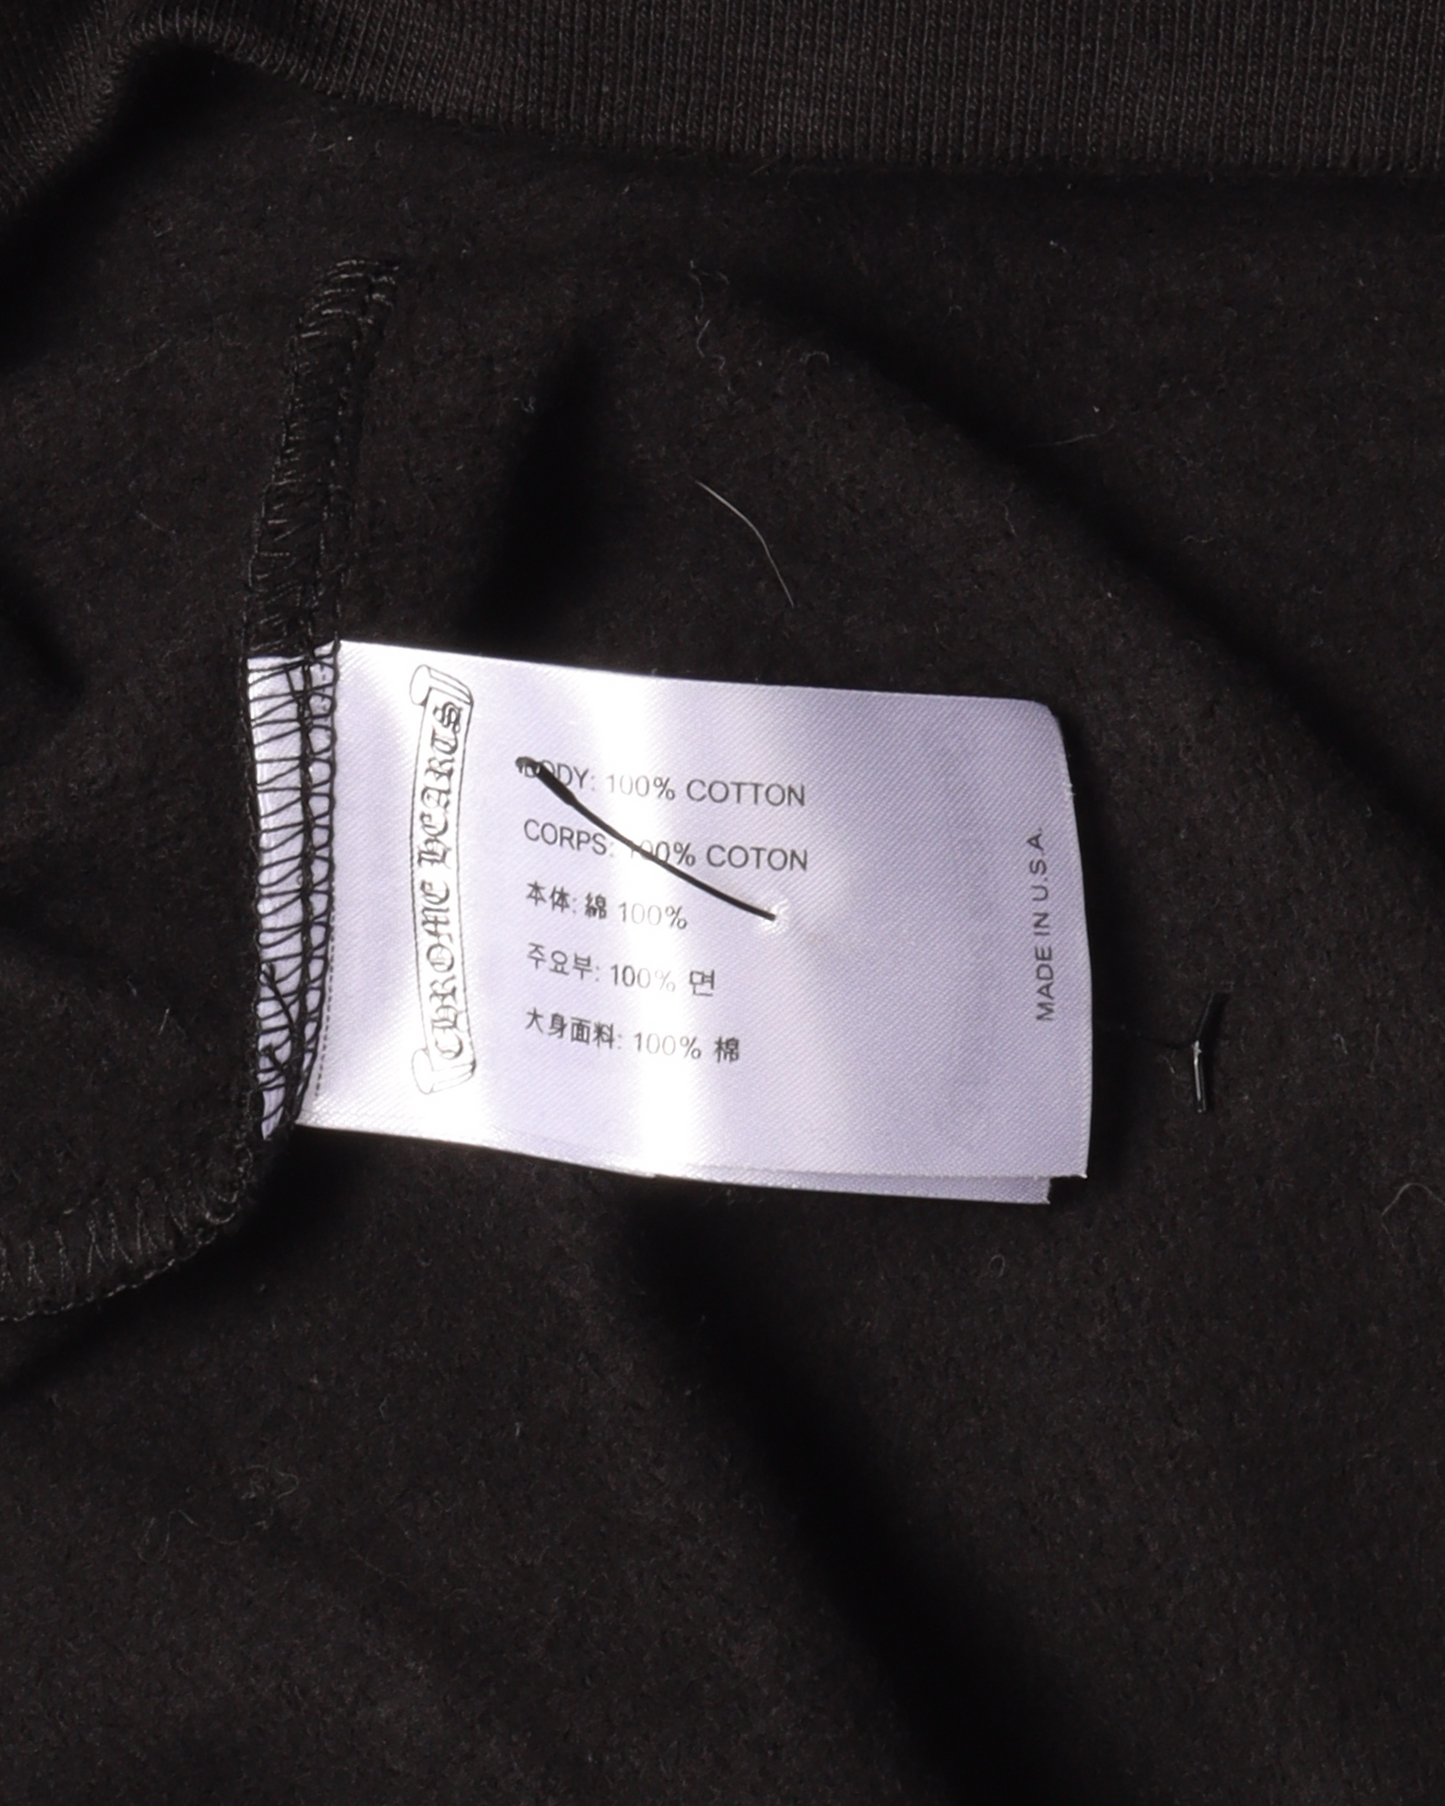 CHROME HEARTS
BODY: 100% COTTON
CORPS: 100% COTON
本体: 綿 100%
주요부: 100% 면
大身面料: 100% 棉
MADE IN U.S.A.